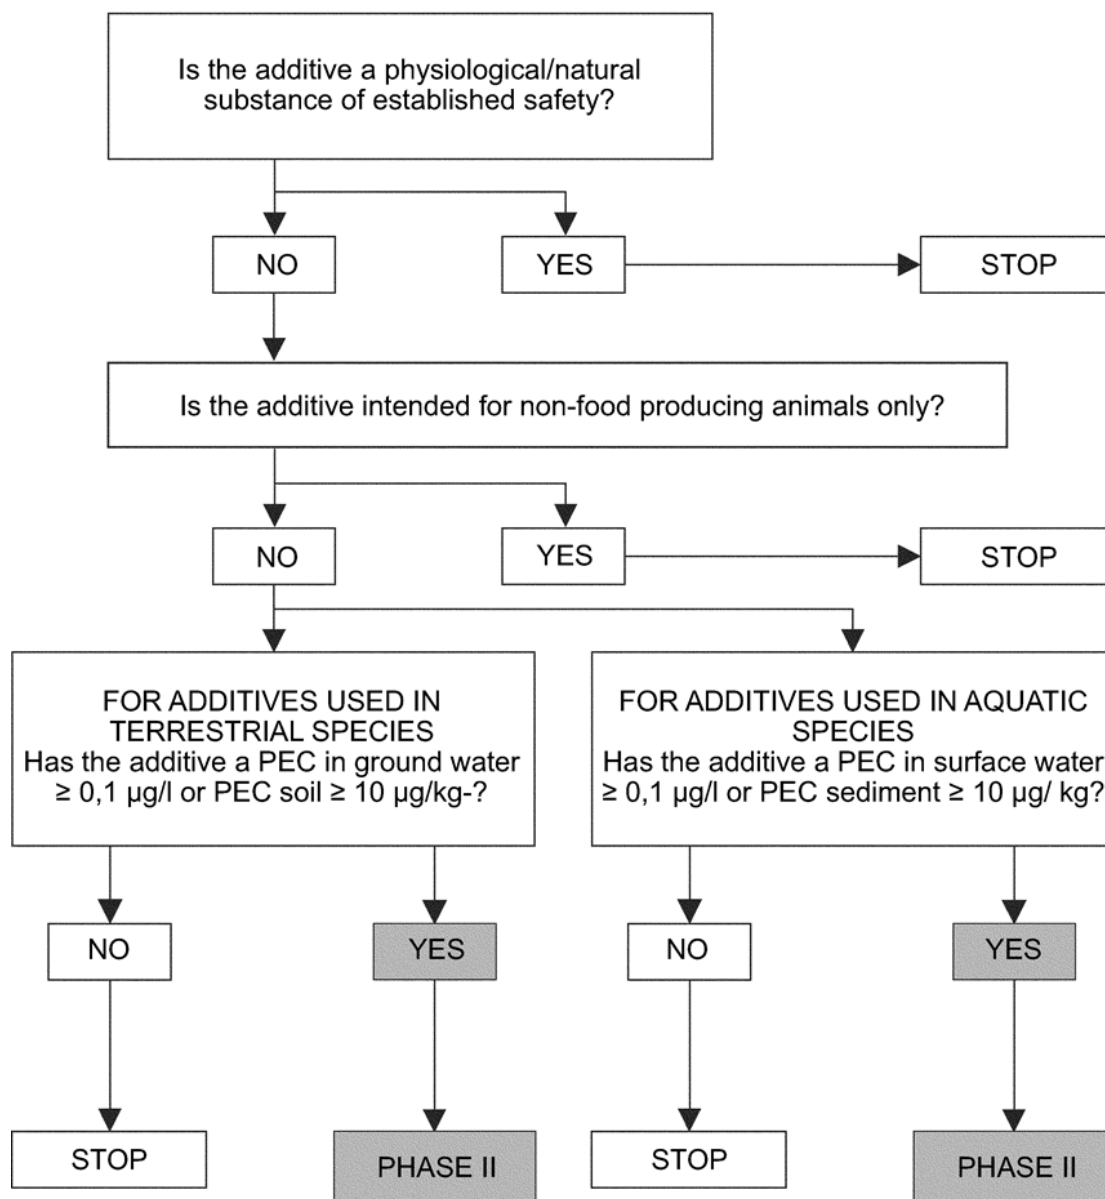 Is the additive a physiological/natural
substance of established safety?
NO
YES
STOP
Is the additive intended for non-food producing animals only?
NO
YES
STOP
FOR ADDITIVES USED IN
TERRESTRIAL SPECIES
Has the additive a PEC in ground water
≥ 0,1 µg/l or PEC soil ≥ 10 µg/kg-?
FOR ADDITIVES USED IN AQUATIC
SPECIES
Has the additive a PEC in surface water
≥ 0,1 µg/l or PEC sediment ≥ 10 µg/ kg?
NO
YES
NO
YES
STOP
PHASE II
STOP
PHASE II